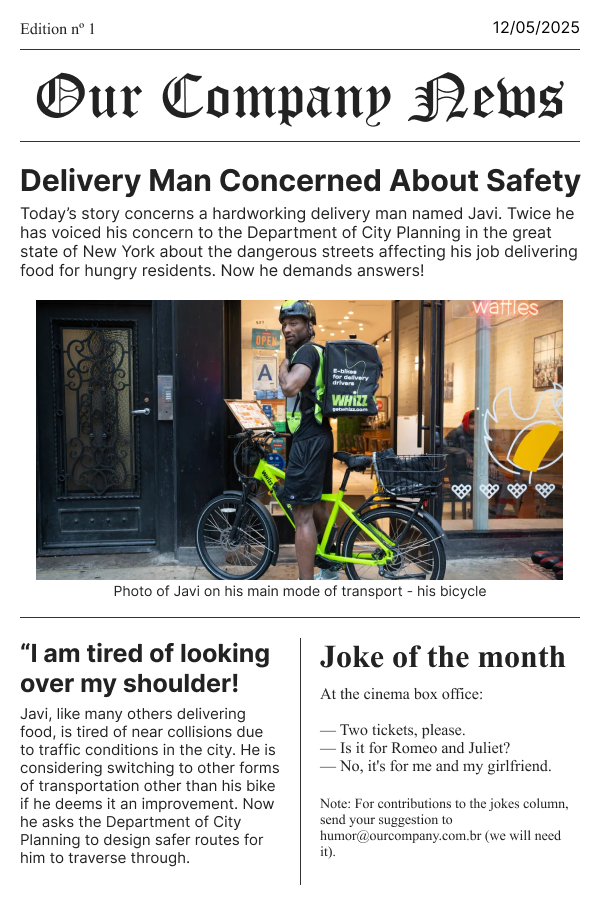 Edition nº 1
12/05/2025
Our Company News
Delivery Man Concerned About Safety
Today’s story concerns a hardworking delivery man named Javi. Twice he
has voiced his concern to the Department of City Planning in the great
state of New York about the dangerous streets affecting his job delivering
food for hungry residents. Now he demands answers!
waffles
OPEN
A
E-bikes
for delivery
drivers
WHIZZ
getwhizz.com
Photo of Javi on his main mode of transport - his bicycle
“I am tired of looking
over my shoulder!
Javi, like many others delivering
food, is tired of near collisions due
to traffic conditions in the city. He is
considering switching to other forms
of transportation other than his bike
if he deems it an improvement. Now
he asks the Department of City
Planning to design safer routes for
him to traverse through.
Joke of the month
At the cinema box office:
— Two tickets, please.
— Is it for Romeo and Juliet?
— No, it's for me and my girlfriend.
Note: For contributions to the jokes column,
send your suggestion to
humor@ourcompany.com.br (we will need
it).